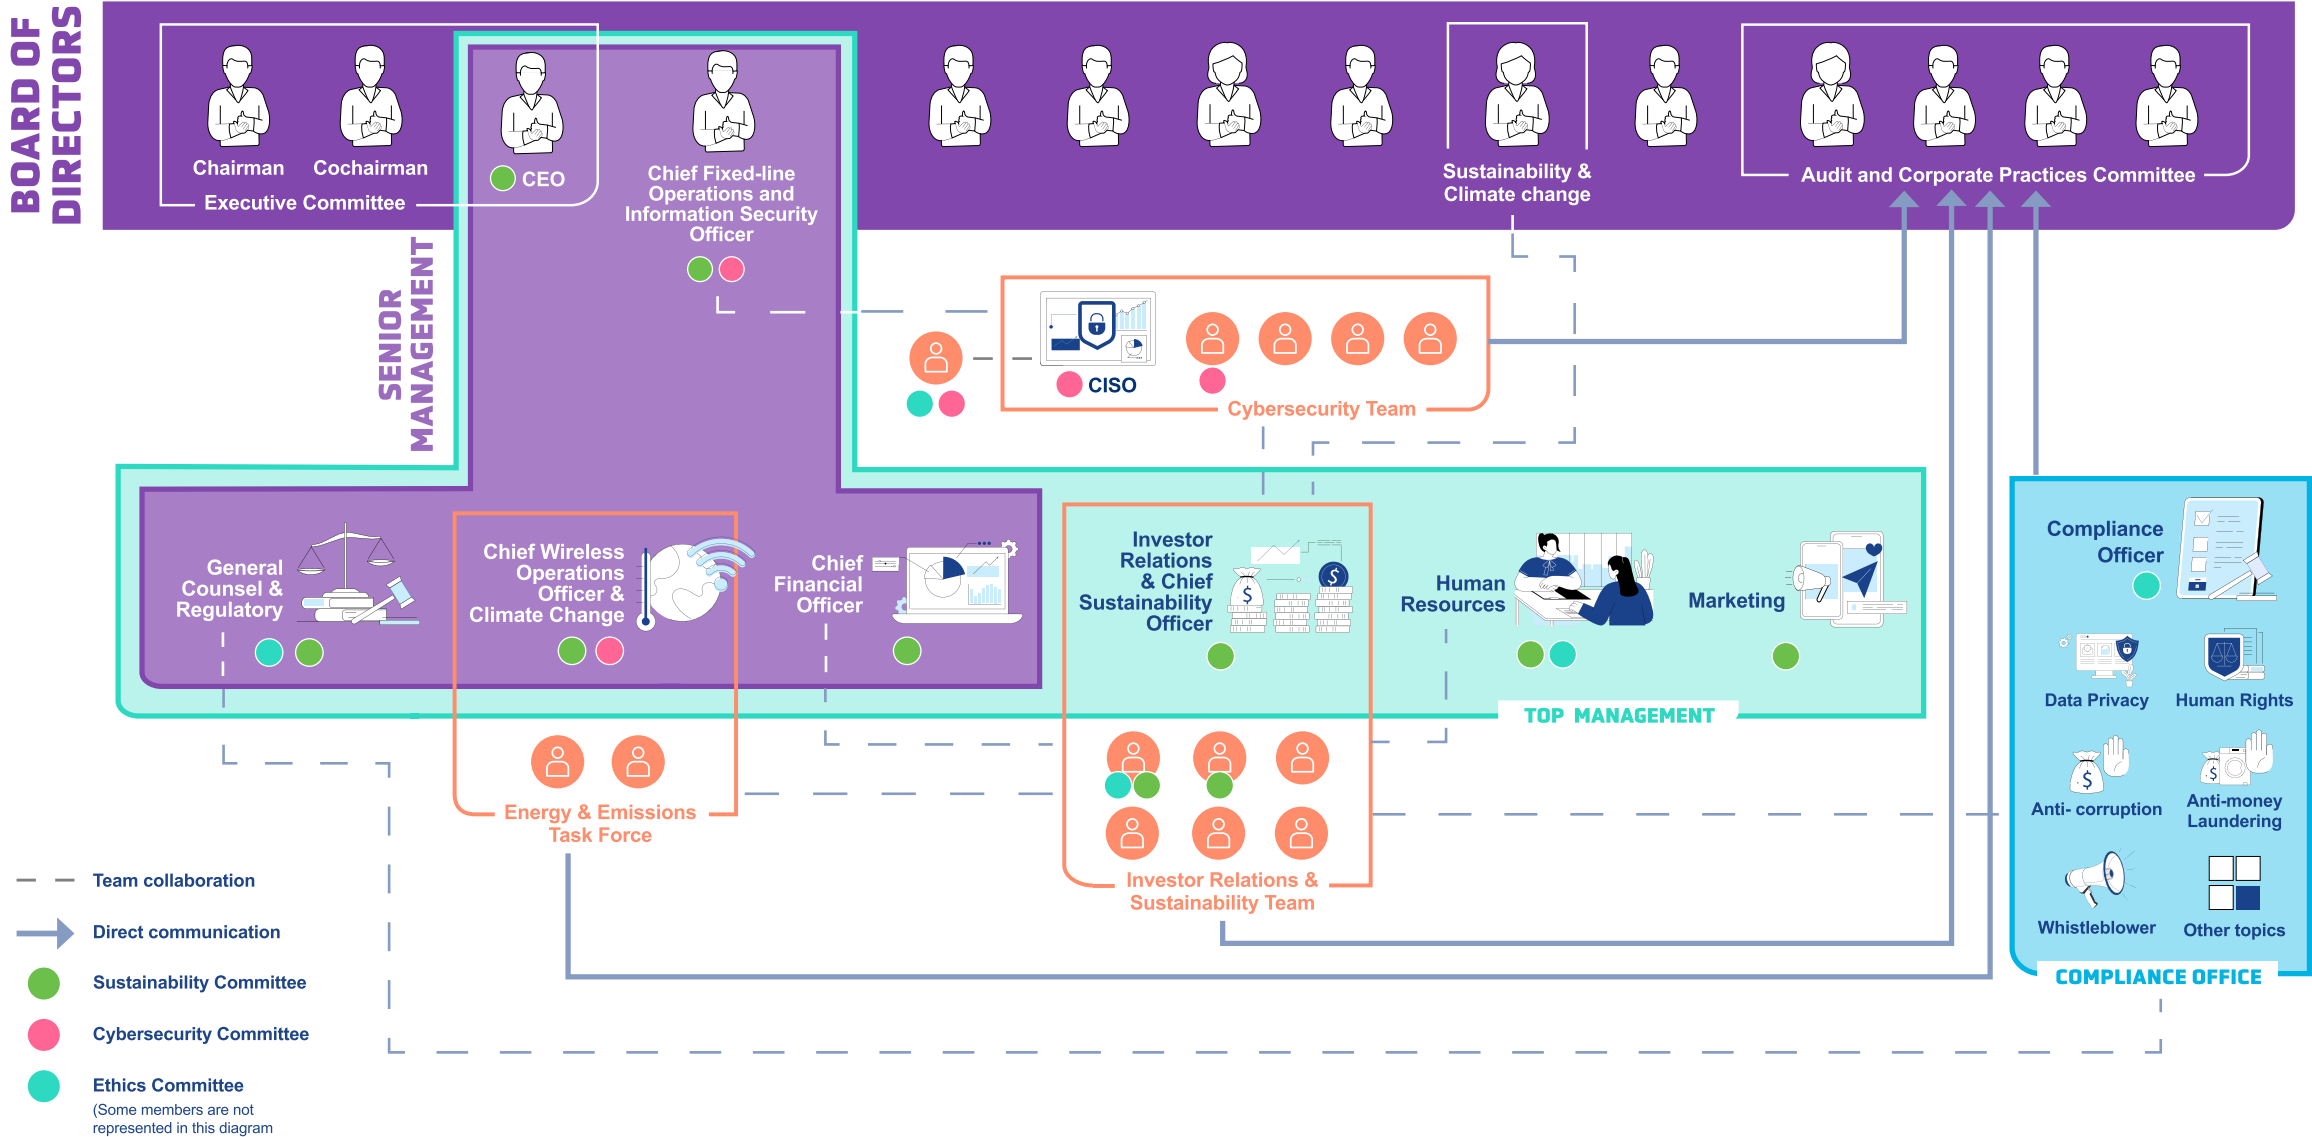 BOARD OF
DIRECTORS
Chairman
Cochairman
Executive Committee
CEO
Chief Fixed-line
Operations and
Information Security
Officer
Sustainability &
Climate change
Audit and Corporate Practices Committee
SENIOR
MANAGEMENT
CISO
Cybersecurity Team
General
Counsel &
Regulatory
Chief Wireless
Operations
Officer &
Climate Change
Chief
Financial
Officer
Investor
Relations
& Chief
Sustainability
Officer
$
$
Human
Resources
Marketing
TOP MANAGEMENT
Compliance
Officer
Data Privacy
Human Rights
$
Anti- corruption
$
Anti-money
Laundering
Whistleblower
Other topics
COMPLIANCE OFFICE
Energy & Emissions
Task Force
Investor Relations &
Sustainability Team
Team collaboration
Direct communication
Sustainability Committee
Cybersecurity Committee
Ethics Committee
(Some members are not
represented in this diagram